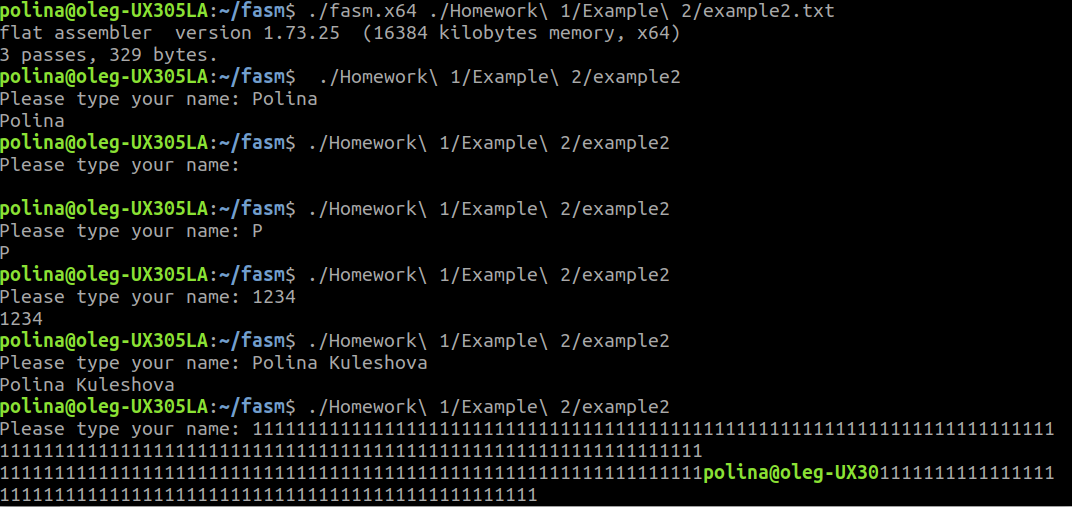 polina@oleg-UX305LA:~/fasm$ ./fasm.x64 ./Homework\ 1/Example\ 2/example2.txt
flat assembler  version 1.73.25  (16384 kilobytes memory, x64)
3 passes, 329 bytes.
polina@oleg-UX305LA:~/fasm$  ./Homework\ 1/Example\ 2/example2
Please type your name: Polina
Polina
polina@oleg-UX305LA:~/fasm$ ./Homework\ 1/Example\ 2/example2
Please type your name:
polina@oleg-UX305LA:~/fasm$ ./Homework\ 1/Example\ 2/example2
Please type your name: P
P
polina@oleg-UX305LA:~/fasm$ ./Homework\ 1/Example\ 2/example2
Please type your name: 1234
1234
polina@oleg-UX305LA:~/fasm$ ./Homework\ 1/Example\ 2/example2
Please type your name: Polina Kuleshova
Polina Kuleshova
polina@oleg-UX305LA:~/fasm$ ./Homework\ 1/Example\ 2/example2
Please type your name: 1111111111111111111111111111111111111111111111111111111111111111111111111
1111111111111111111111111111111111111111111111111111111111111111
1111111111111111111111111111111111111111111111111111111111111111polina@oleg-UX301111111111111111
1111111111111111111111111111111111111111111111111